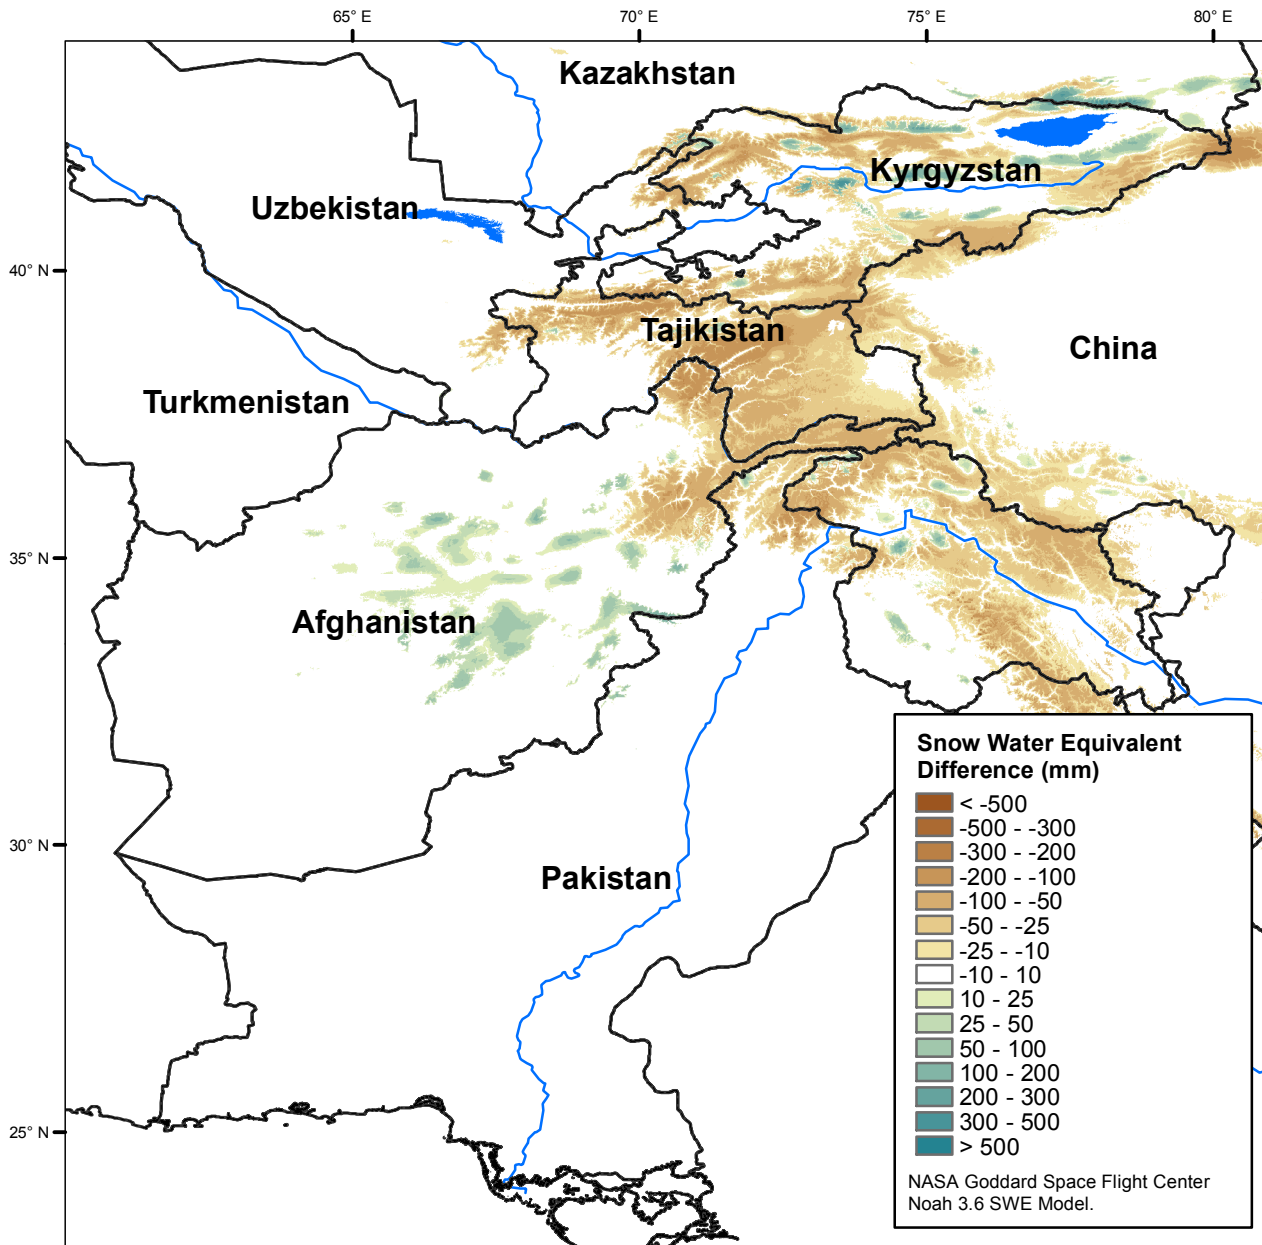 65° E
70° E
75° E
80° E
Kazakhstan
Kyrgyzstan
Uzbekistan
40° N
Tajikistan
China
Turkmenistan
35° N
Afghanistan
Snow Water Equivalent
Difference (mm)
< -500
-500 - -300
-300 - -200
-200 - -100
-100 - -50
-50 - -25
-25 - -10
-10 - 10
10 - 25
25 - 50
50 - 100
100 - 200
200 - 300
300 - 500
> 500
NASA Goddard Space Flight Center
Noah 3.6 SWE Model.
30° N
Pakistan
25° N